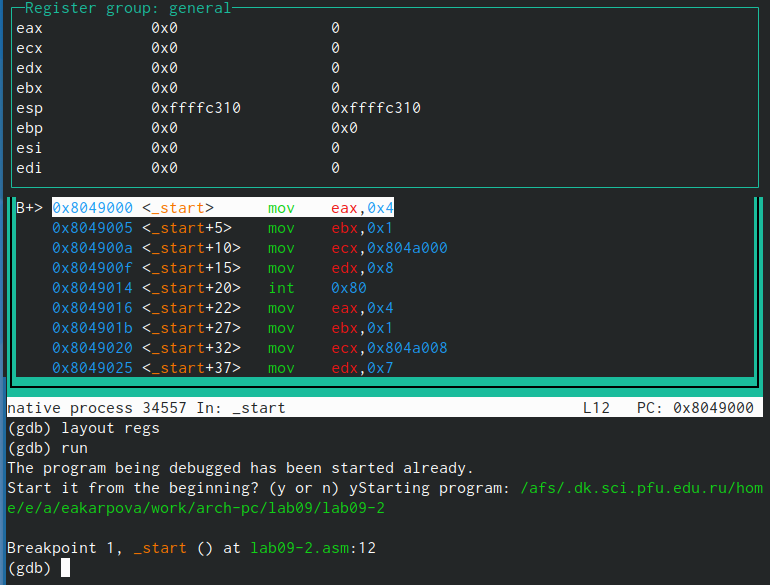 Register group: general
eax 0x0 0
ecx 0x0 0
edx 0x0 0
ebx 0x0 0
esp 0xffffc310 0xffffc310
ebp 0x0 0x0
esi 0x0 0
edi 0x0 0
B+> 0x8049000 <_start> mov eax,0x4
0x8049005 <_start+5> mov ebx,0x1
0x804900a <_start+10> mov ecx,0x804a000
0x804900f <_start+15> mov edx,0x8
0x8049014 <_start+20> int 0x80
0x8049016 <_start+22> mov eax,0x4
0x804901b <_start+27> mov ebx,0x1
0x8049020 <_start+32> mov ecx,0x804a008
0x8049025 <_start+37> mov edx,0x7
native process 34557 In: _start L12 PC: 0x8049000
(gdb) layout regs
(gdb) run
The program being debugged has been started already.
Start it from the beginning? (y or n) yStarting program: /afs/.dk.sci.pfu.edu.ru/hom
e/e/a/eakarpova/work/arch-pc/lab09/lab09-2
Breakpoint 1, _start () at lab09-2.asm:12
(gdb)